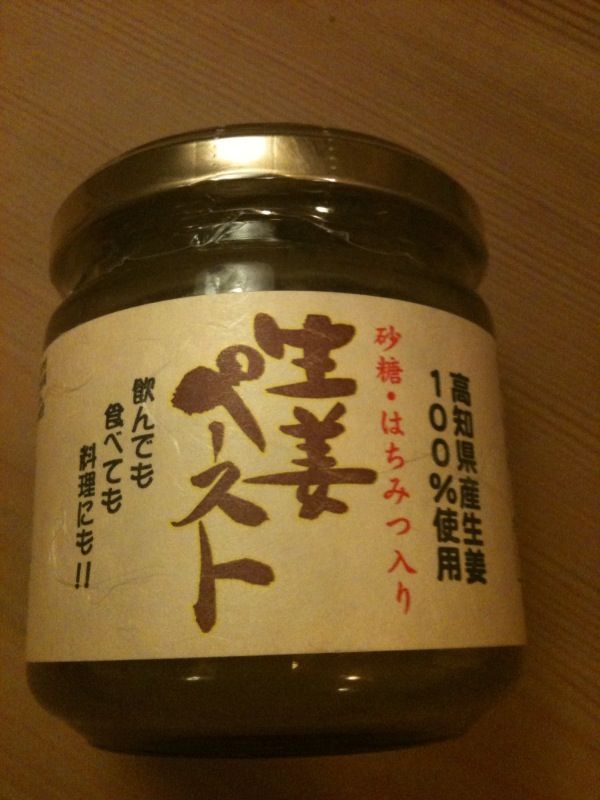 高知県産生姜
100%使用
砂糖・はちみつ入り
生姜
ペースト
飲んでも
食べても
料理にも!!